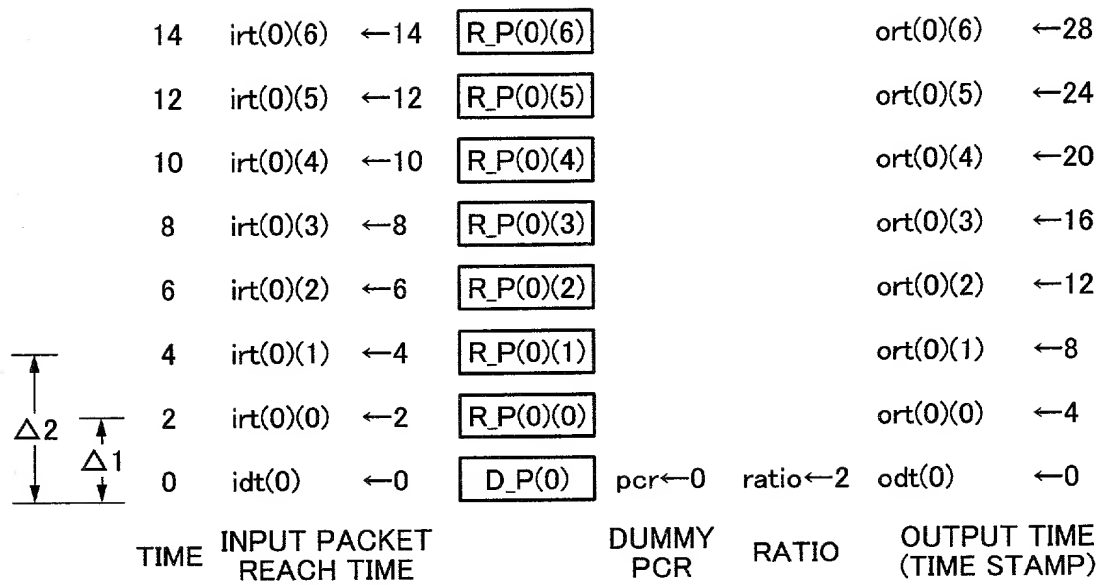 14 irt(0)(6) ←14 R_P(0)(6) ort(0)(6) ←28
12 irt(0)(5) ←12 R_P(0)(5) ort(0)(5) ←24
10 irt(0)(4) ←10 R_P(0)(4) ort(0)(4) ←20
8 irt(0)(3) ←8 R_P(0)(3) ort(0)(3) ←16
6 irt(0)(2) ←6 R_P(0)(2) ort(0)(2) ←12
4 irt(0)(1) ←4 R_P(0)(1) ort(0)(1) ←8
△2 △1 2 irt(0)(0) ←2 R_P(0)(0) ort(0)(0) ←4
0 idt(0) ←0 D_P(0) pcr←0 ratio←2 odt(0) ←0
TIME INPUT PACKET REACH TIME DUMMY PCR RATIO OUTPUT TIME (TIME STAMP)